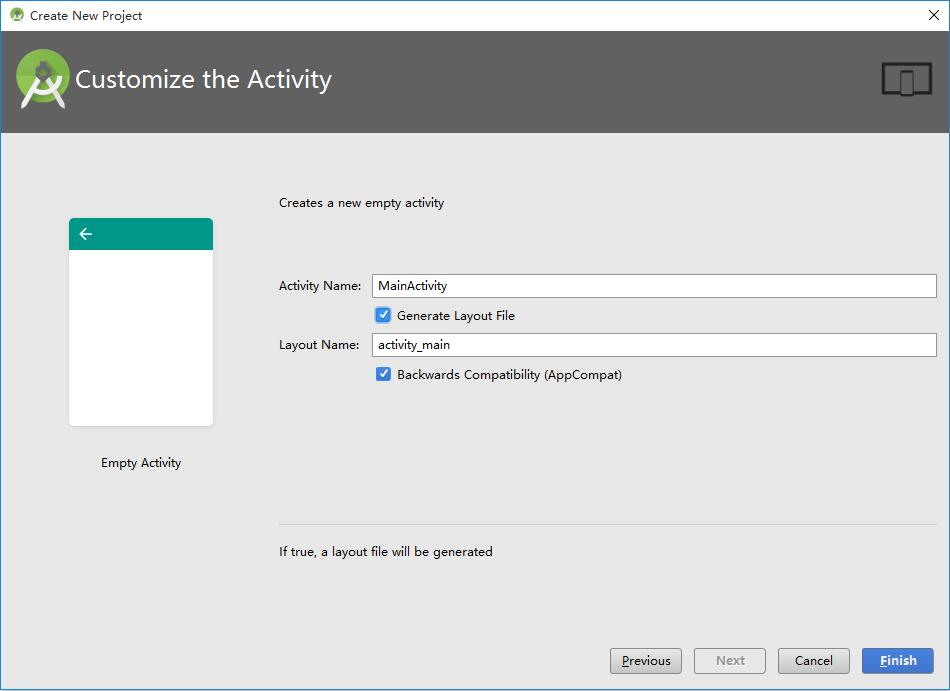 Create New Project
Customize the Activity
Creates a new empty activity
Activity Name: MainActivity
Generate Layout File
Layout Name: activity_main
Backwards Compatibility (AppCompat)
Empty Activity
If true, a layout file will be generated
Previous Next Cancel Finish